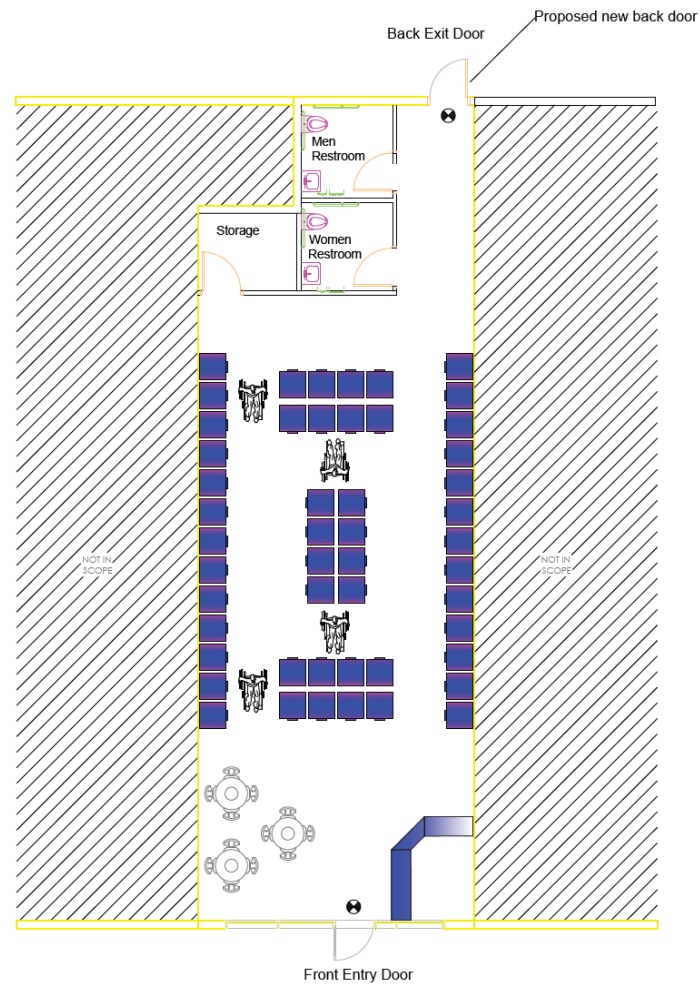 Proposed new back door
Back Exit Door
Men
Restroom
Storage
Women
Restroom
NOT IN
SCOPE
NOT IN
SCOPE
Front Entry Door